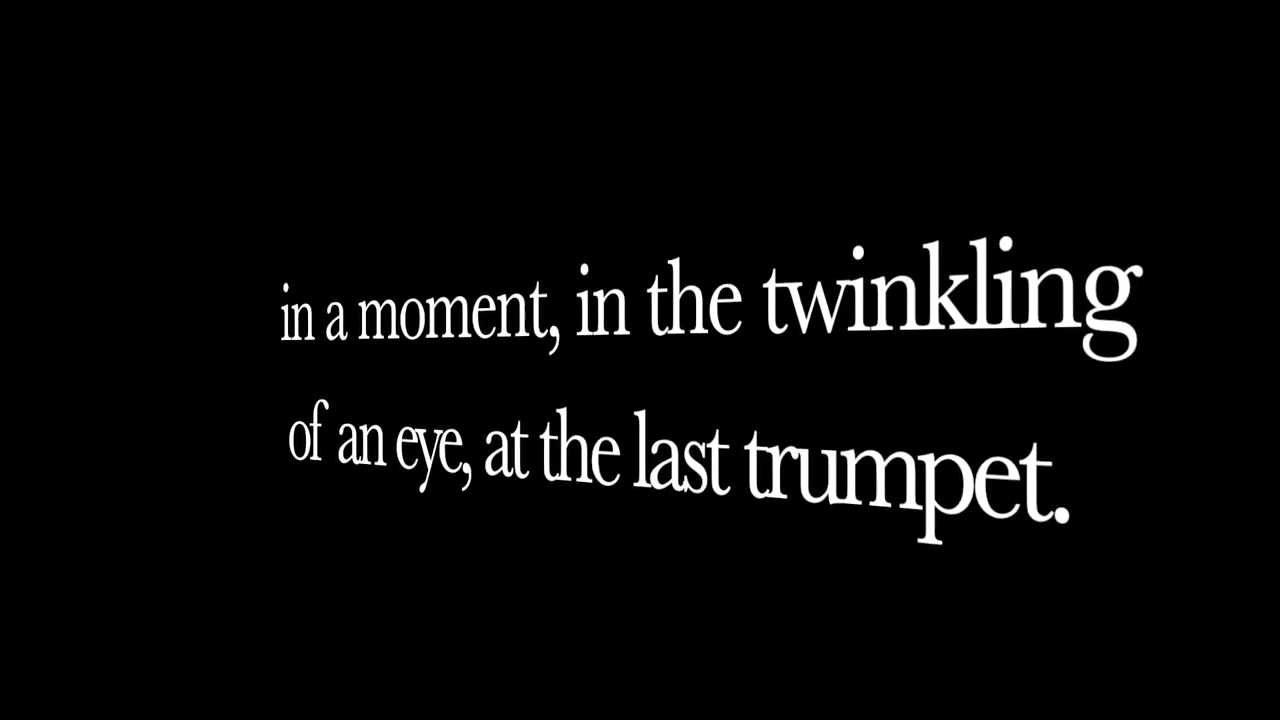 in a moment, in the twinkling
of an eye, at the last trumpet.